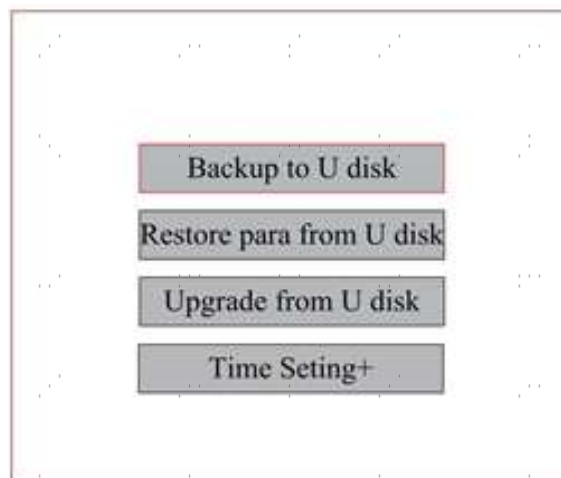 Backup to U disk
Restore para from U disk
Upgrade from U disk
Time Seting+